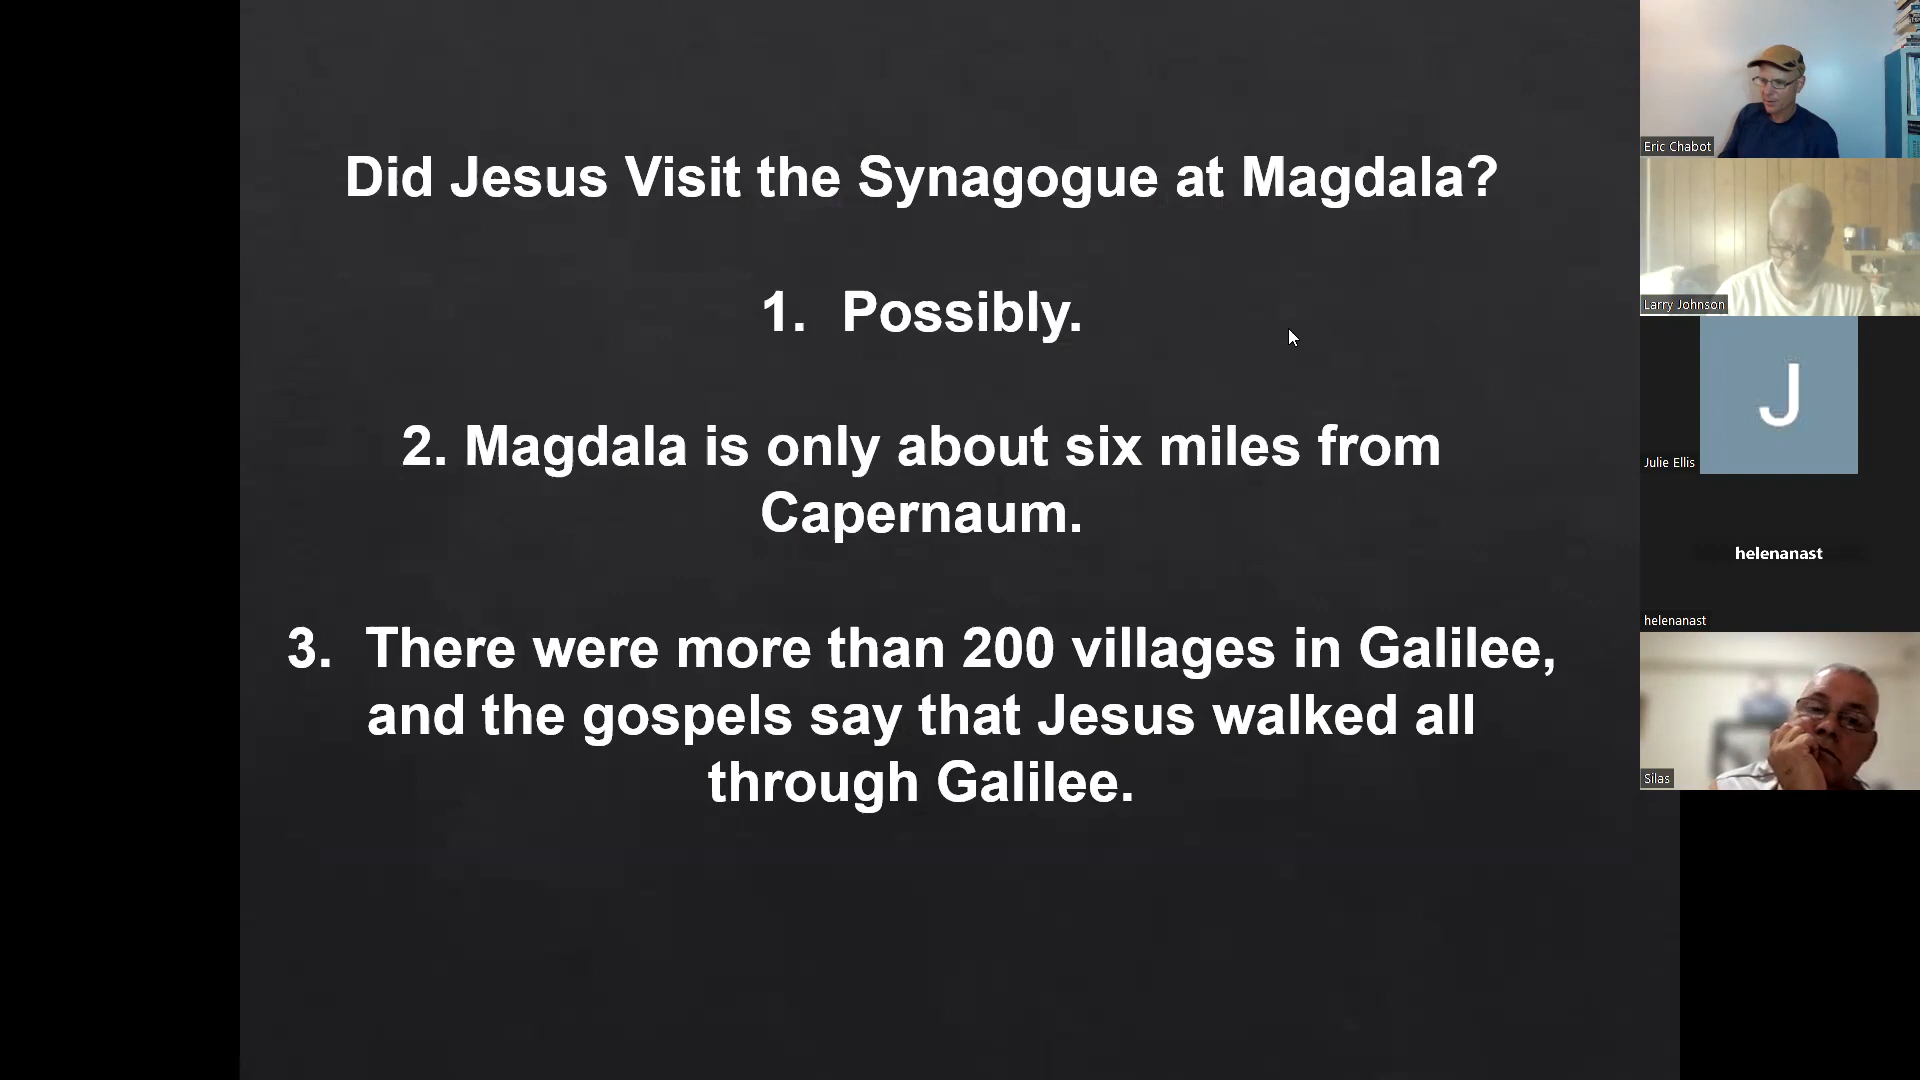 Did Jesus Visit the Synagogue at Magdala?
1. Possibly.
2. Magdala is only about six miles from
Capernaum.
3. There were more than 200 villages in Galilee,
and the gospels say that Jesus walked all
through Galilee.
Eric Chabot
Larry Johnson
J
Julie Ellis
helenanast
helenanast
Silas